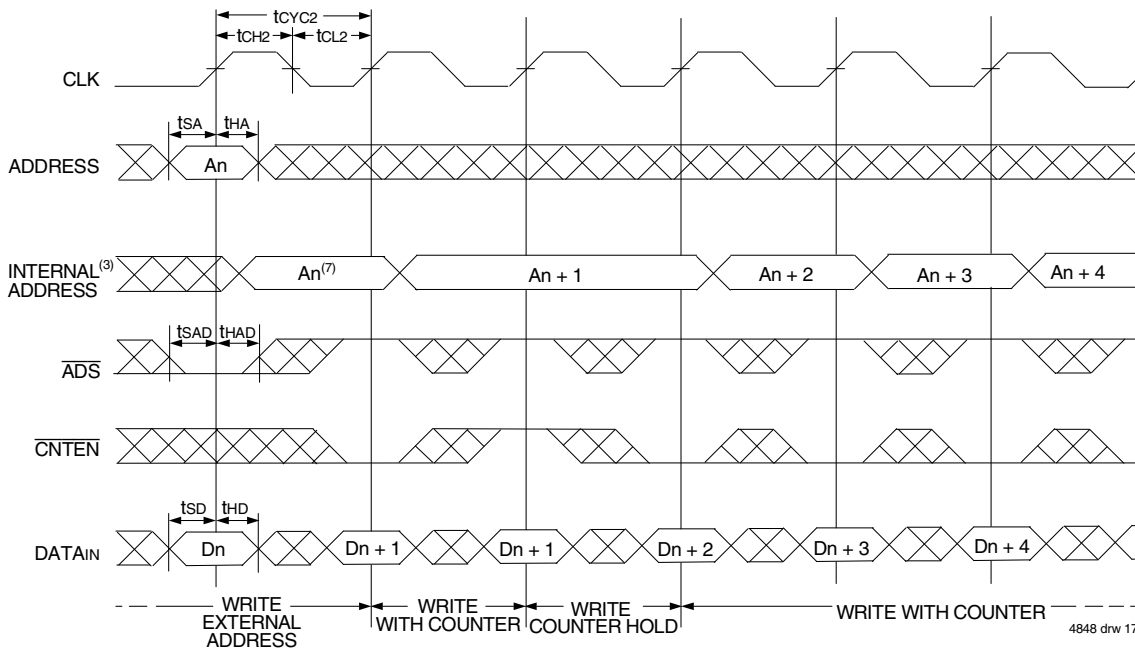 tCYC2
tCH2 tCL2
CLK
tSA tHA
ADDRESS An
INTERNAL(3) ADDRESS An(7) An + 1 An + 2 An + 3 An + 4
tSAD tHAD
ADS
CNTEN
tSD tHD
DATAIN Dn Dn + 1 Dn + 1 Dn + 2 Dn + 3 Dn + 4
WRITE EXTERNAL ADDRESS
WRITE WITH COUNTER
WRITE COUNTER HOLD
WRITE WITH COUNTER
4848 drw 17